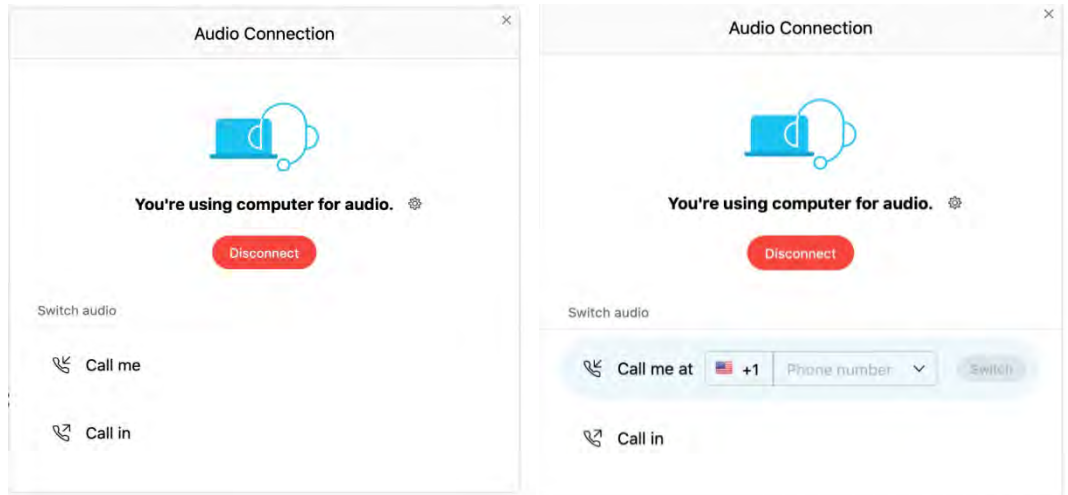 Audio Connection
You're using computer for audio.
Disconnect
Switch audio
Call me
Call in
Audio Connection
You're using computer for audio.
Disconnect
Switch audio
Call me at +1 Phone number Switch
Call in